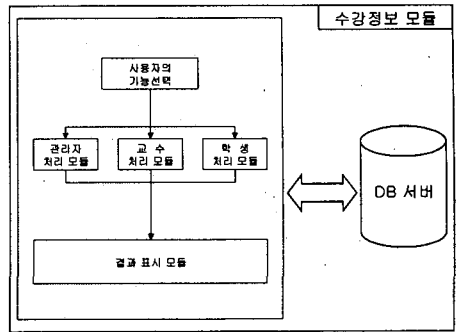 수강정보 모듈
사용자의
기능선택
관리자
처리 모듈
교 수
처리 모듈
학 생
처리 모듈
DB 서버
결과 표시 모듈